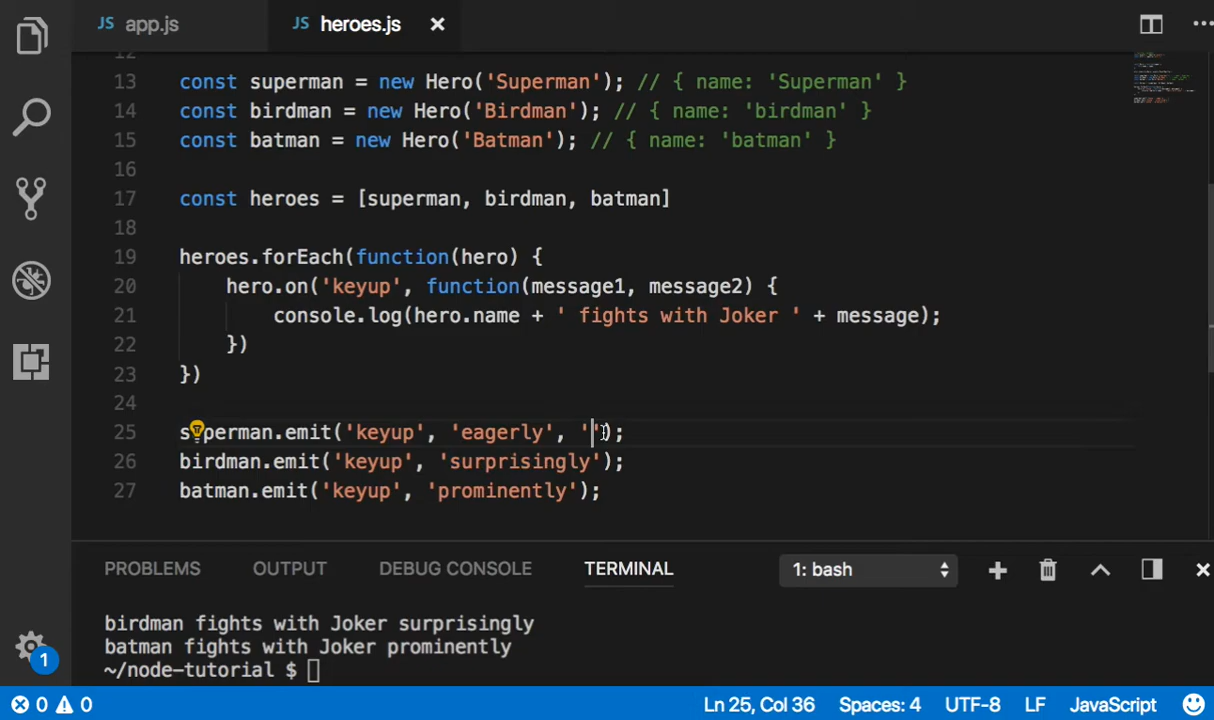 JS app.js JS heroes.js ×
12
13 const superman = new Hero('Superman'); // { name: 'Superman' }
14 const birdman = new Hero('Birdman'); // { name: 'birdman' }
15 const batman = new Hero('Batman'); // { name: 'batman' }
16
17 const heroes = [superman, birdman, batman]
18
19 heroes.forEach(function(hero) {
20 hero.on('keyup', function(message1, message2) {
21 console.log(hero.name + ' fights with Joker ' + message);
22 })
23 })
24
25 superman.emit('keyup', 'eagerly', '');
26 birdman.emit('keyup', 'surprisingly');
27 batman.emit('keyup', 'prominently');
PROBLEMS OUTPUT DEBUG CONSOLE TERMINAL 1: bash
birdman fights with Joker surprisingly
batman fights with Joker prominently
~/node-tutorial $
1
0 0 Ln 25, Col 36 Spaces: 4 UTF-8 LF JavaScript